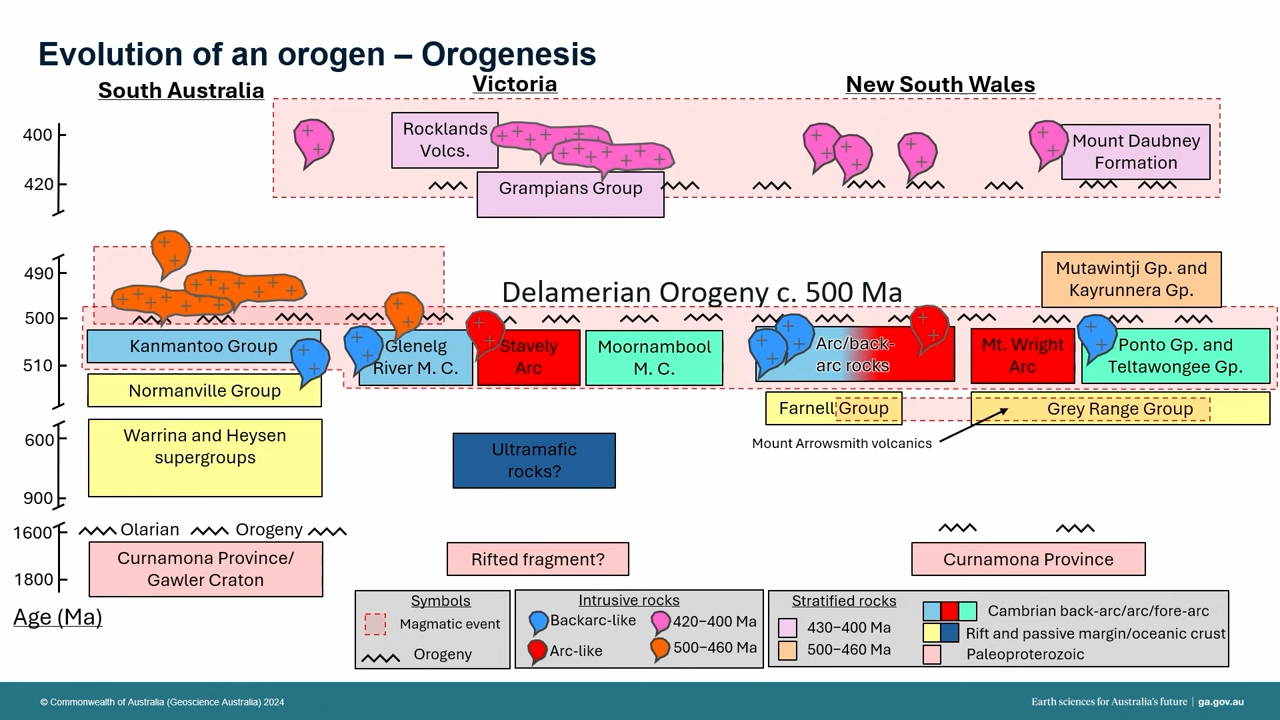 Evolution of an orogen – Orogenesis
South Australia
Victoria
New South Wales
400
420
490
500
510
600
900
1600
1800
Age (Ma)
Rocklands
Volcs.
Grampians Group
Mount Daubney
Formation
Mutawintji Gp. and
Kayrunnera Gp.
Delamerian Orogeny c. 500 Ma
Kanmantoo Group
Glenelg
River M. C.
Stavely
Arc
Moornambool
M. C.
Arc/back-
arc rocks
Mt. Wright
Arc
Ponto Gp. and
Teltawongee Gp.
Normanville Group
Farnell Group
Grey Range Group
Mount Arrowsmith volcanics
Warrina and Heysen
supergroups
Ultramafic
rocks?
Olarian Orogeny
Curnamona Province/
Gawler Craton
Rifted fragment?
Curnamona Province
Symbols
Magmatic event
Orogeny
Intrusive rocks
Backarc-like
420–400 Ma
Arc-like
500–460 Ma
Stratified rocks
430–400 Ma
500–460 Ma
Cambrian back-arc/arc/fore-arc
Rift and passive margin/oceanic crust
Paleoproterozoic
© Commonwealth of Australia (Geoscience Australia) 2024
Earth sciences for Australia's future | ga.gov.au